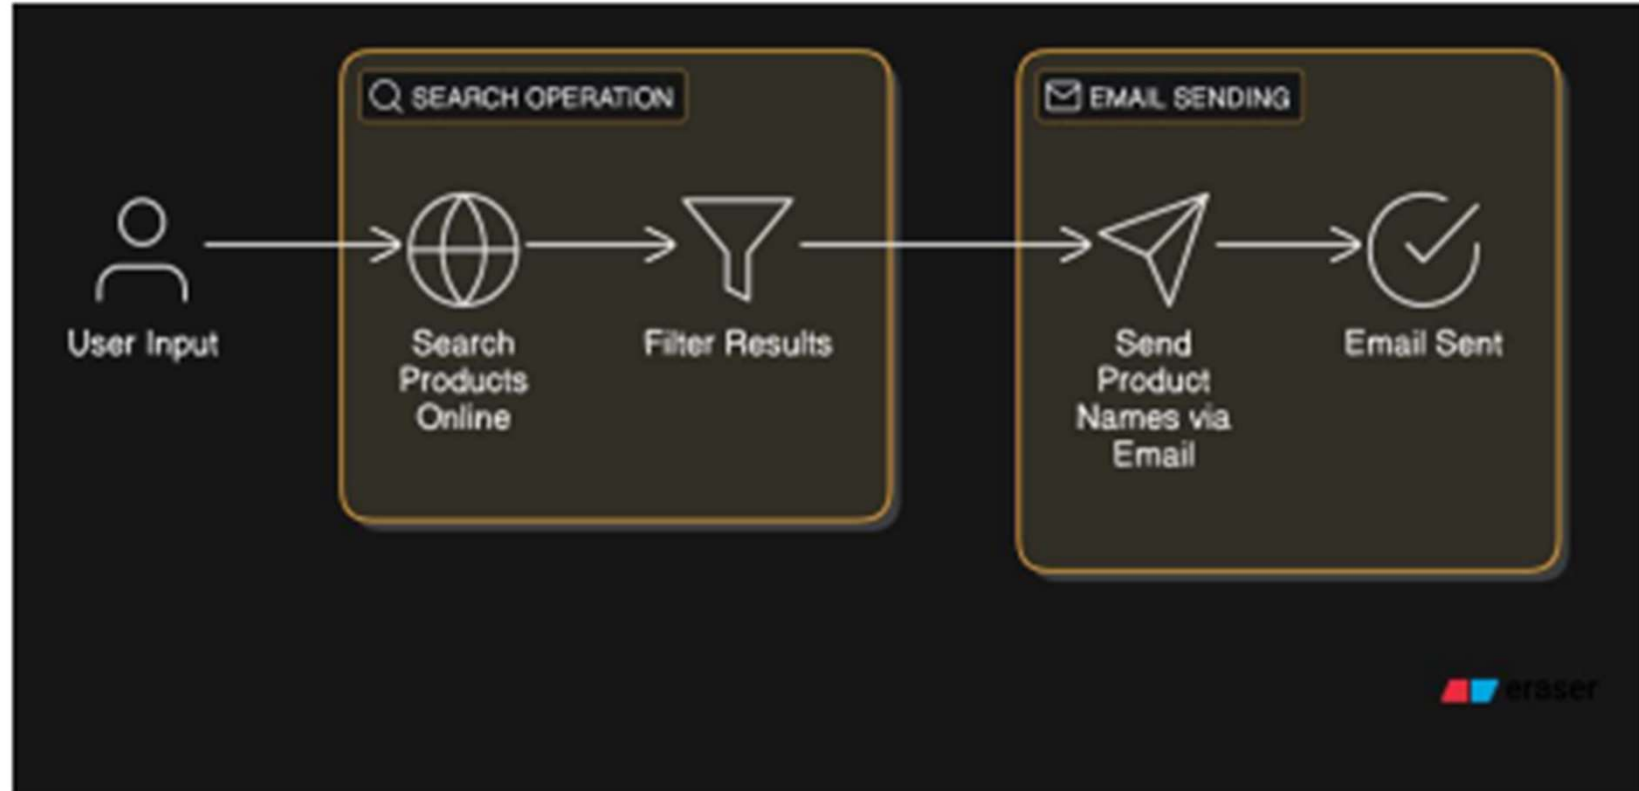 SEARCH OPERATION
EMAIL SENDING
User Input
Search
Products
Online
Filter Results
Send
Product
Names via
Email
Email Sent
eraser